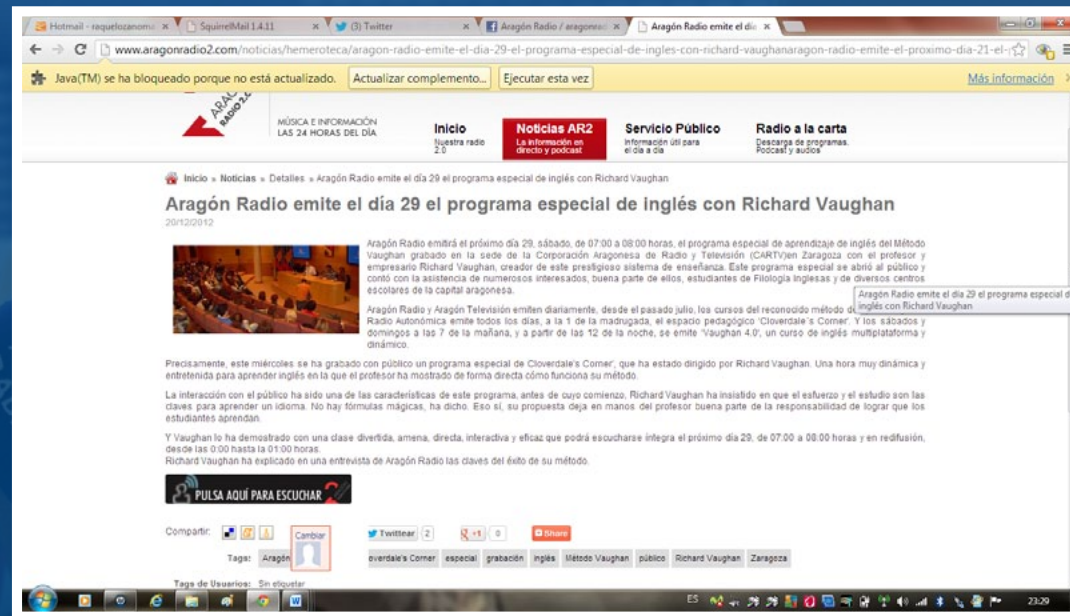 Hotmail - raquelozanoma
SquirrelMail 1.4.11
(3) Twitter
Aragón Radio / aragonrad
Aragón Radio emite el día
www.aragonradio2.com/noticias/hemeroteca/aragon-radio-emite-el-dia-29-el-programa-especial-de-ingles-con-richard-vaughanaragon-radio-emite-el-proximo-dia-21-el-
Java(TM) se ha bloqueado porque no está actualizado. Actualizar complemento... Ejecutar esta vez Más información
ARAGÓN
RADIO 2.0
MÚSICA E INFORMACIÓN
LAS 24 HORAS DEL DÍA
Inicio
Nuestra radio
2.0
Noticias AR2
La información en
directo y podcast
Servicio Público
Información útil para
el día a día
Radio a la carta
Descarga de programas.
Podcast y audios
Inicio » Noticias » Detalles » Aragón Radio emite el día 29 el programa especial de inglés con Richard Vaughan
Aragón Radio emite el día 29 el programa especial de inglés con Richard Vaughan
20/12/2012
Aragón Radio emitirá el próximo día 29, sábado, de 07:00 a 08:00 horas, el programa especial de aprendizaje de inglés del Método
Vaughan grabado en la sede de la Corporación Aragonesa de Radio y Televisión (CARTV)en Zaragoza con el profesor y
empresario Richard Vaughan, creador de este prestigioso sistema de enseñanza. Este programa especial se abrió al público y
contó con la asistencia de numerosos interesados, buena parte de ellos, estudiantes de Filología Inglesas y de diversos centros
escolares de la capital aragonesa.
Aragón Radio emite el día 29 el programa especial d
inglés con Richard Vaughan
Aragón Radio y Aragón Televisión emiten diariamente, desde el pasado julio, los cursos del reconocido método d
Radio Autonómica emite todos los días, a la 1 de la madrugada, el espacio pedagógico 'Cloverdale´s Corner'. Y los sábados y
domingos a las 7 de la mañana, y a partir de las 12 de la noche, se emite 'Vaughan 4.0', un curso de inglés multiplataforma y
dinámico.
Precisamente, este miércoles se ha grabado con público un programa especial de Cloverdale's Corner', que ha estado dirigido por Richard Vaughan. Una hora muy dinámica y
entretenida para aprender inglés en la que el profesor ha mostrado de forma directa cómo funciona su método.
La interacción con el público ha sido una de las características de este programa, antes de cuyo comienzo, Richard Vaughan ha insistido en que el esfuerzo y el estudio son las
claves para aprender un idioma. No hay fórmulas mágicas, ha dicho. Eso sí, su propuesta deja en manos del profesor buena parte de la responsabilidad de lograr que los
estudiantes aprendan.
Y Vaughan lo ha demostrado con una clase divertida, amena, directa, interactiva y eficaz que podrá escucharse íntegra el próximo día 29, de 07:00 a 08:00 horas y en redifusión,
desde las 0:00 hasta la 01:00 horas.
Richard Vaughan ha explicado en una entrevista de Aragón Radio las claves del éxito de su método.
PULSA AQUÍ PARA ESCUCHAR
Compartir: Cambiar Twittear 2 +1 0 Share
Tags: Aragón overdale's Corner especial grabación inglés Método Vaughan público Richard Vaughan Zaragoza
Tags de Usuarios: Sin etiquetar
ES 23:29